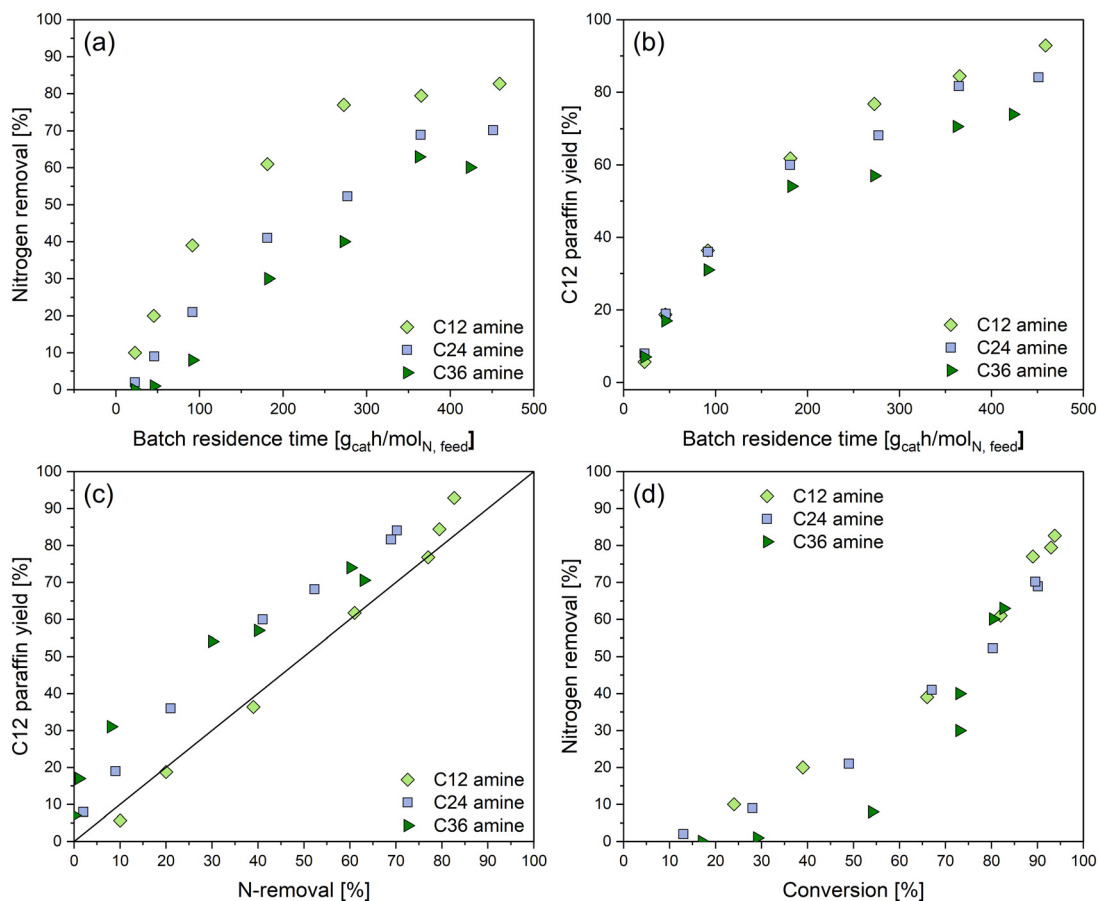 (a)
100
90
80
70
60
50
40
30
20
10
0
Nitrogen removal [%]
C12 amine
C24 amine
C36 amine
0 100 200 300 400 500
Batch residence time [g_cat h/mol_N, feed]
(b)
100
80
60
40
20
0
C12 paraffin yield [%]
C12 amine
C24 amine
C36 amine
0 100 200 300 400 500
Batch residence time [g_cat h/mol_N, feed]
(c)
100
90
80
70
60
50
40
30
20
10
0
C12 paraffin yield [%]
C12 amine
C24 amine
C36 amine
0 10 20 30 40 50 60 70 80 90 100
N-removal [%]
(d)
100
90
80
70
60
50
40
30
20
10
0
Nitrogen removal [%]
C12 amine
C24 amine
C36 amine
0 10 20 30 40 50 60 70 80 90 100
Conversion [%]